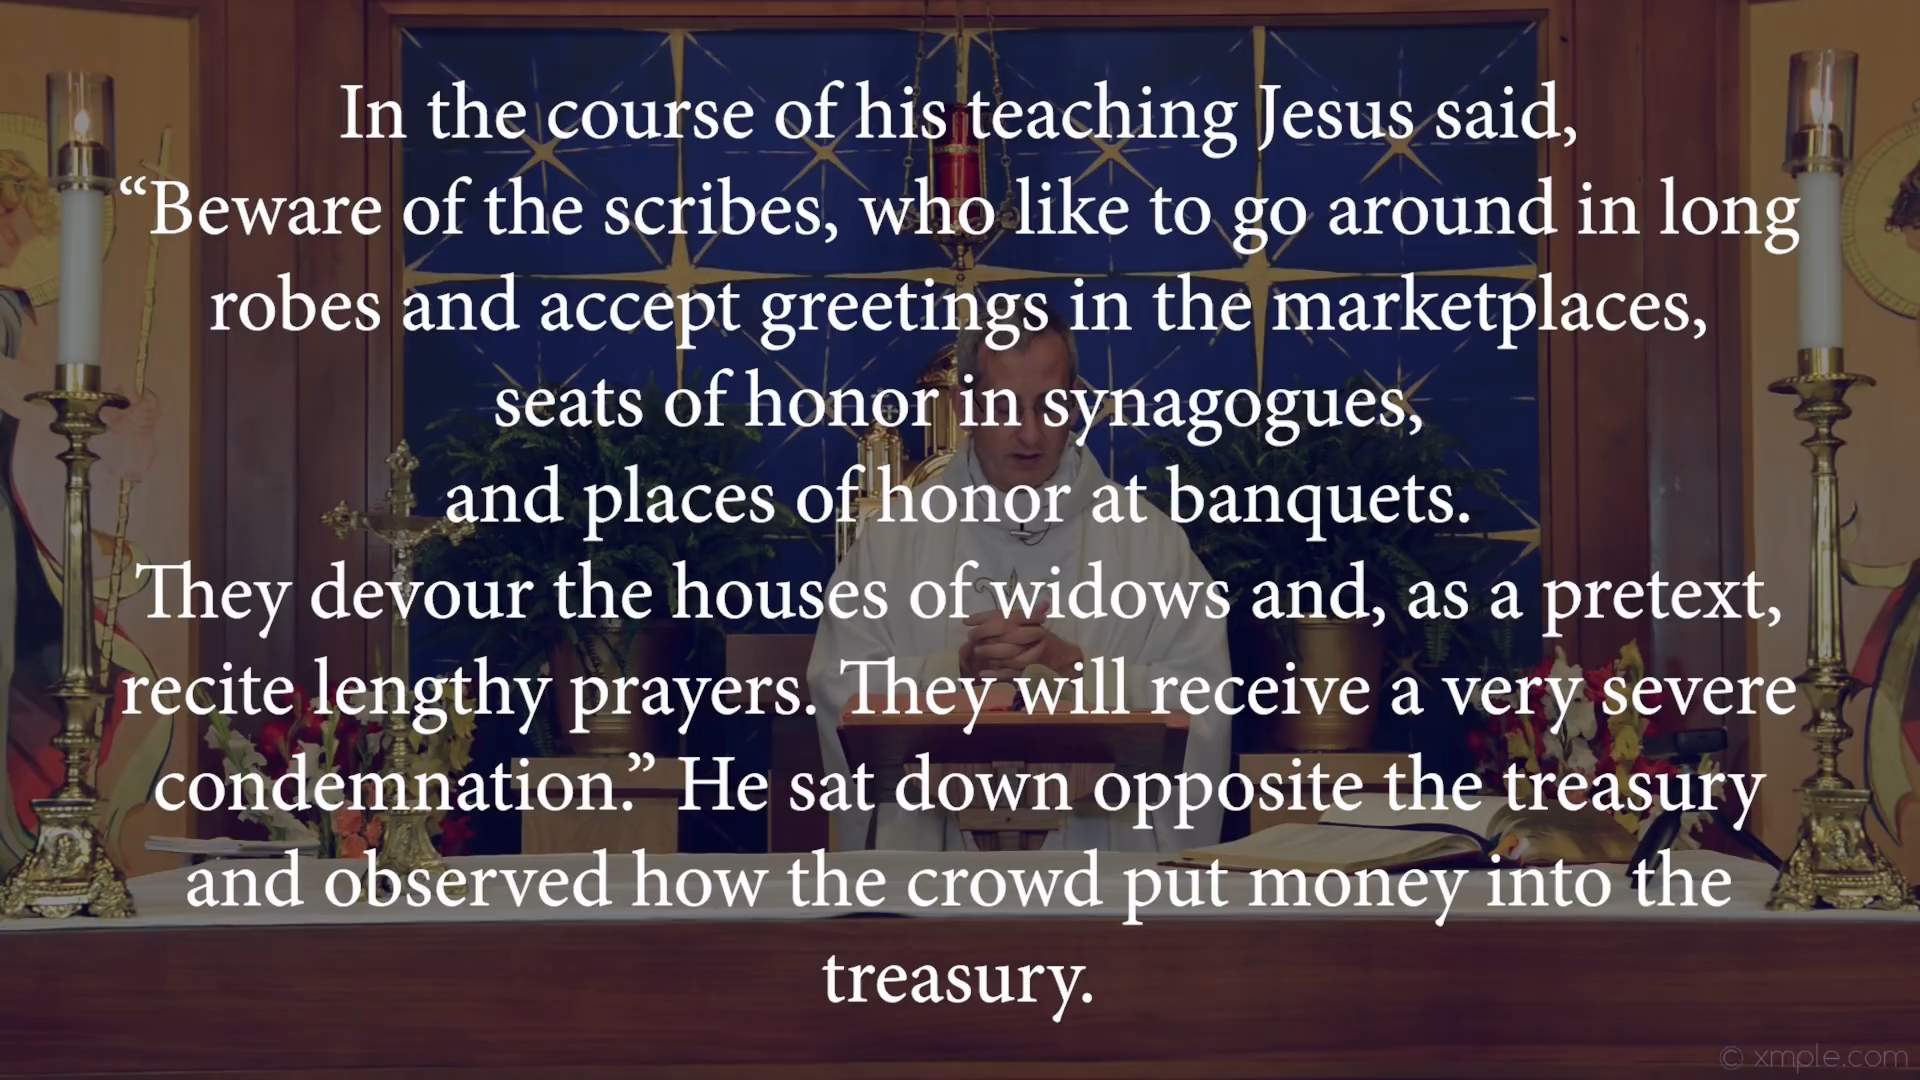 In the course of his teaching Jesus said,
“Beware of the scribes, who like to go around in long
robes and accept greetings in the marketplaces,
seats of honor in synagogues,
and places of honor at banquets.
They devour the houses of widows and, as a pretext,
recite lengthy prayers. They will receive a very severe
condemnation.” He sat down opposite the treasury
and observed how the crowd put money into the
treasury.
© xmple.com